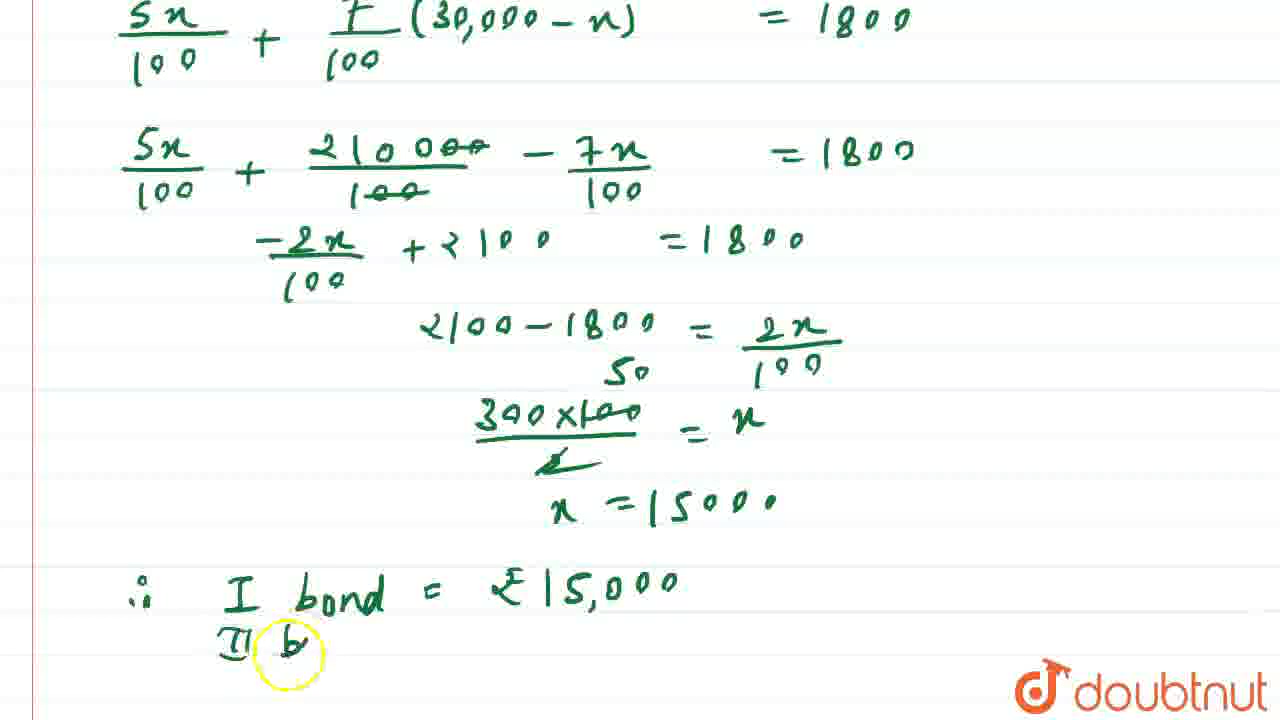 5x/100 + 7/100 (30,000 - x) = 1800
5x/100 + 210000/100 - 7x/100 = 1800
-2x/100 + 2100 = 1800
2100 - 1800 = 2x/100
50
300 x 100/2 = x
x = 15000
∴ I bond = ₹ 15,000
II b
doubtnut